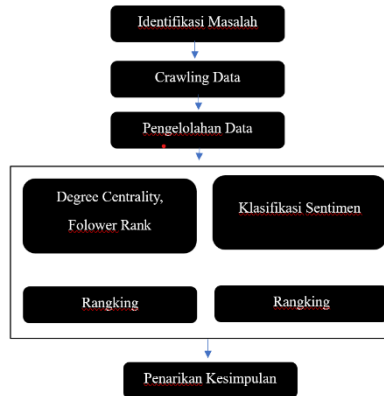 Identifikasi Masalah
Crawling Data
Pengelolahan Data
Degree Centrality,
Folower Rank
Klasifikasi Sentimen
Rangking
Rangking
Penarikan Kesimpulan